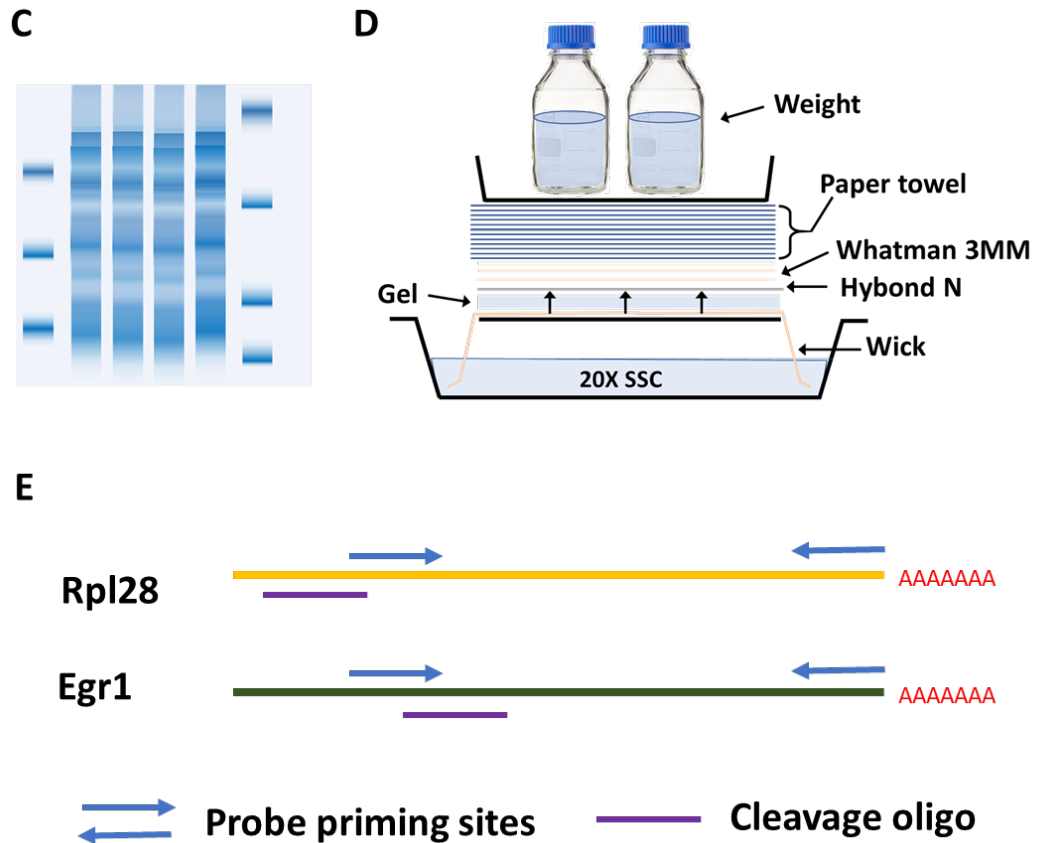 C
D
Weight
Paper towel
Whatman 3MM
Hybond N
Gel
Wick
20X SSC
E
Rpl28
AAAAAAA
Egr1
AAAAAAA
Probe priming sites
Cleavage oligo